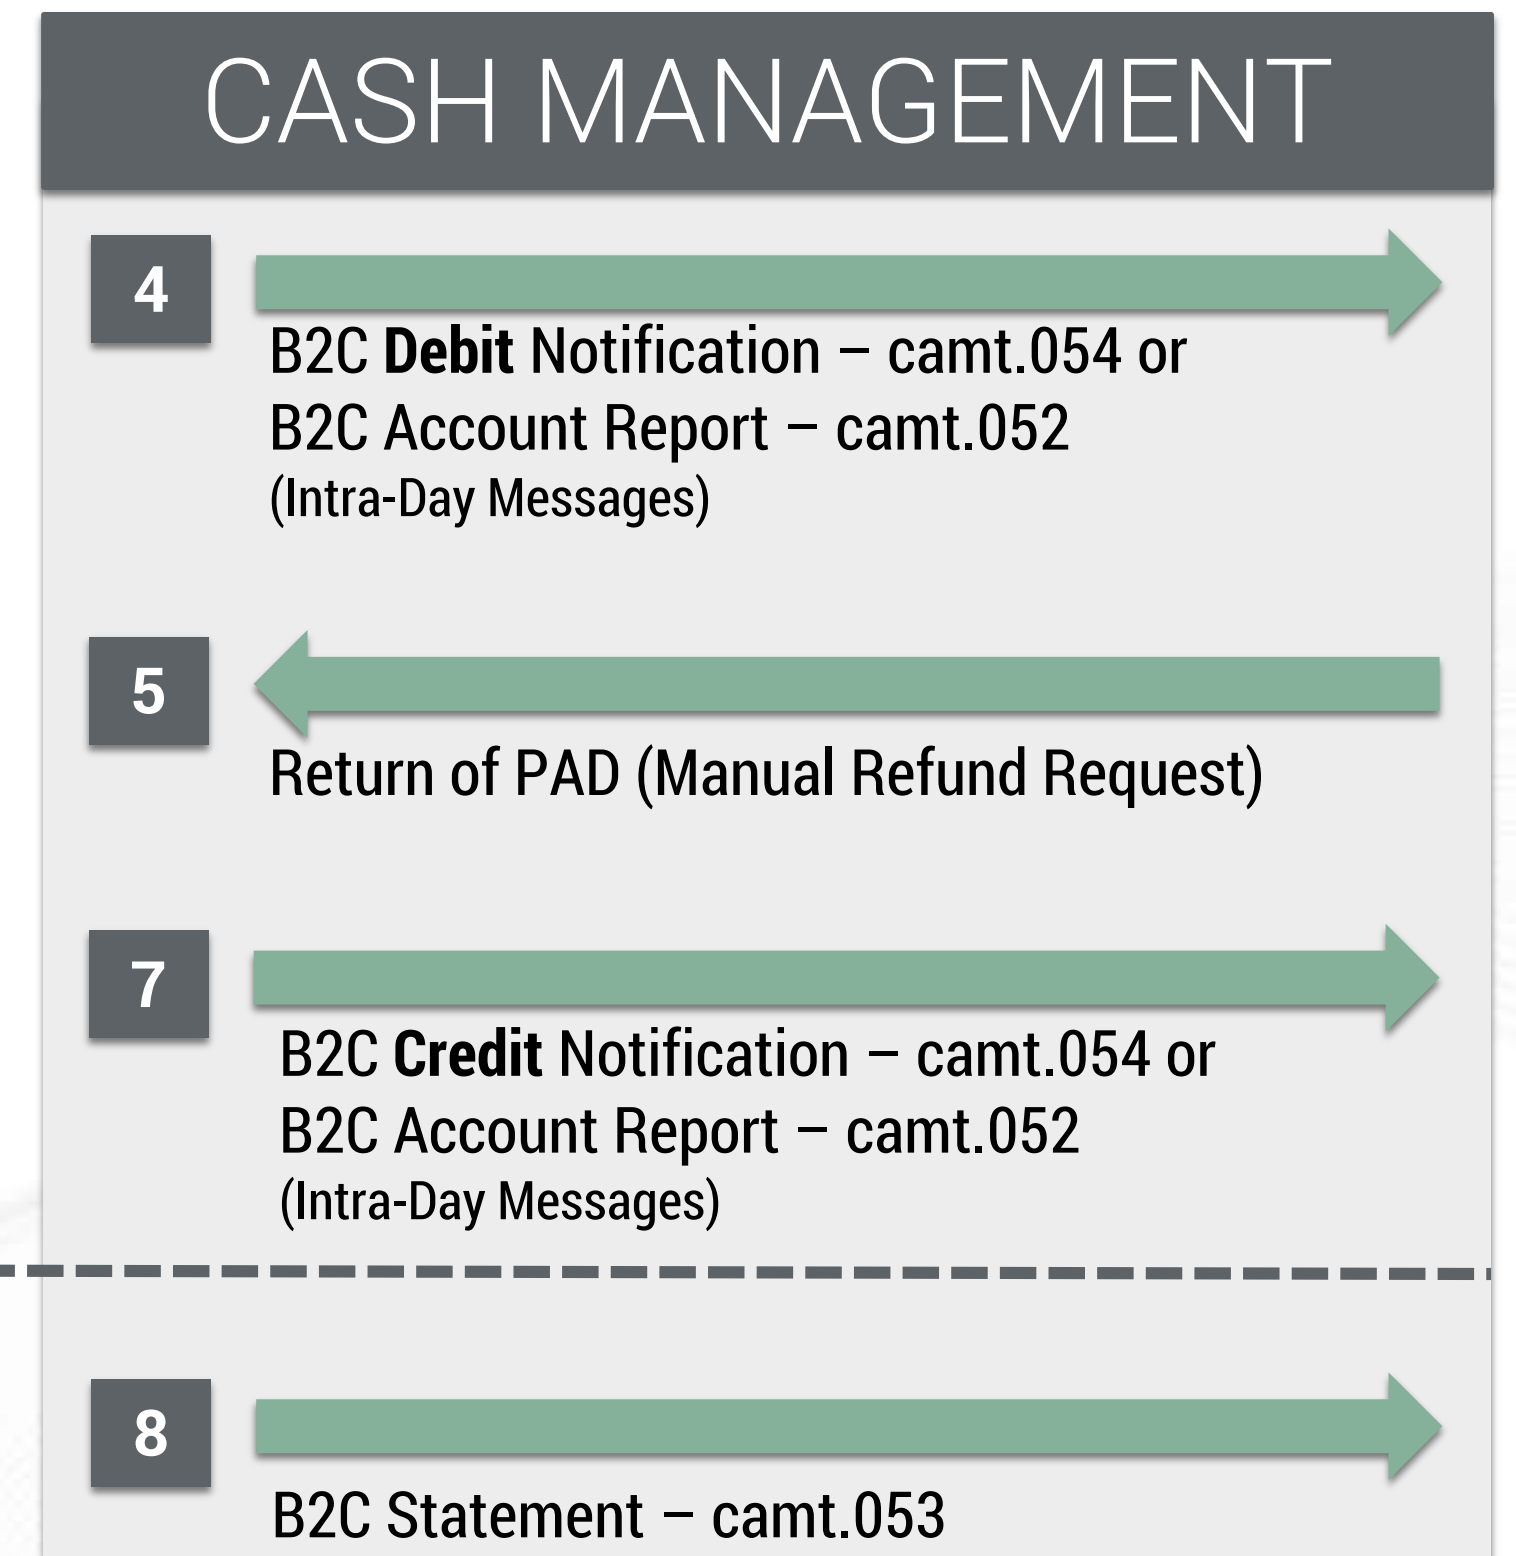 CASH MANAGEMENT
4
B2C Debit Notification – camt.054 or
B2C Account Report – camt.052
(Intra-Day Messages)
5
Return of PAD (Manual Refund Request)
7
B2C Credit Notification – camt.054 or
B2C Account Report – camt.052
(Intra-Day Messages)
8
B2C Statement – camt.053